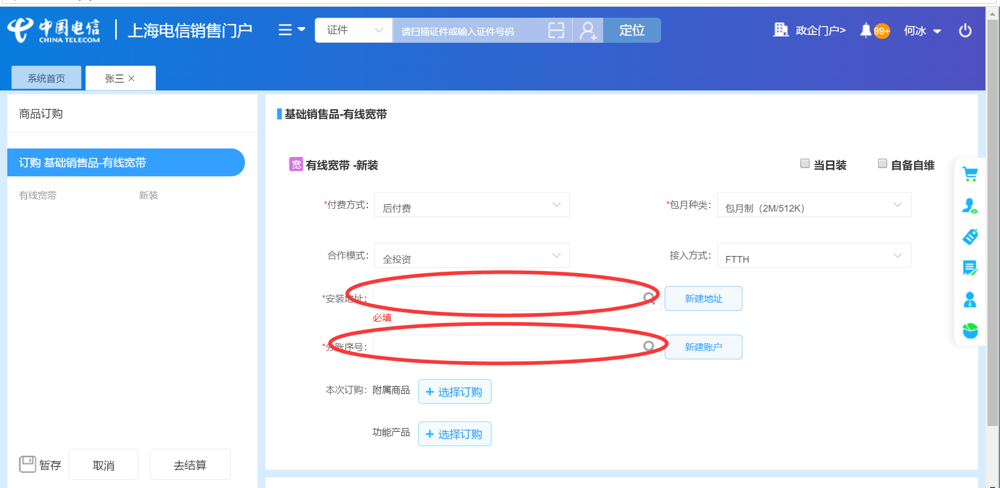 中国电信
CHINA TELECOM
上海电信销售门户
证件
请扫描证件或输入证件号码
定位
政企门户>
99+
何冰
系统首页
张三 ×
商品订购
订购 基础销售品-有线宽带
有线宽带 新装
暂存
取消
去结算
基础销售品-有线宽带
宽 有线宽带 -新装
当日装
自备自维
*付费方式： 后付费
*包月种类： 包月制（2M/512K）
合作模式： 全投资
接入方式： FTTH
*安装地址： 新建地址
必填
*分账序号： 新建账户
本次订购： 附属商品 + 选择订购
功能产品 + 选择订购